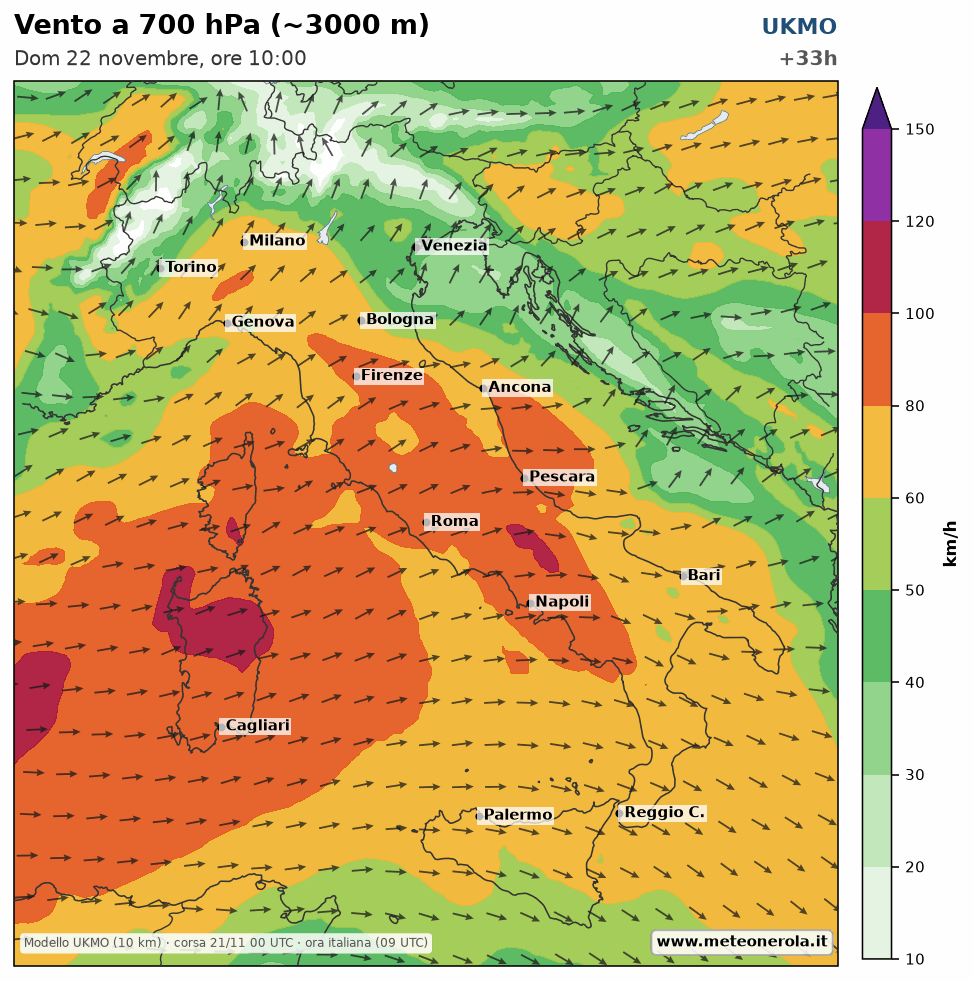 Vento a 700 hPa (~3000 m)
UKMO
Dom 22 novembre, ore 10:00
+33h
Milano
Venezia
Torino
Genova
Bologna
Firenze
Ancona
Pescara
Roma
Bari
Napoli
Cagliari
Palermo
Reggio C.
150
120
100
80
60
50
40
30
20
10
km/h
Modello UKMO (10 km) · corsa 21/11 00 UTC · ora italiana (09 UTC)
www.meteonerola.it